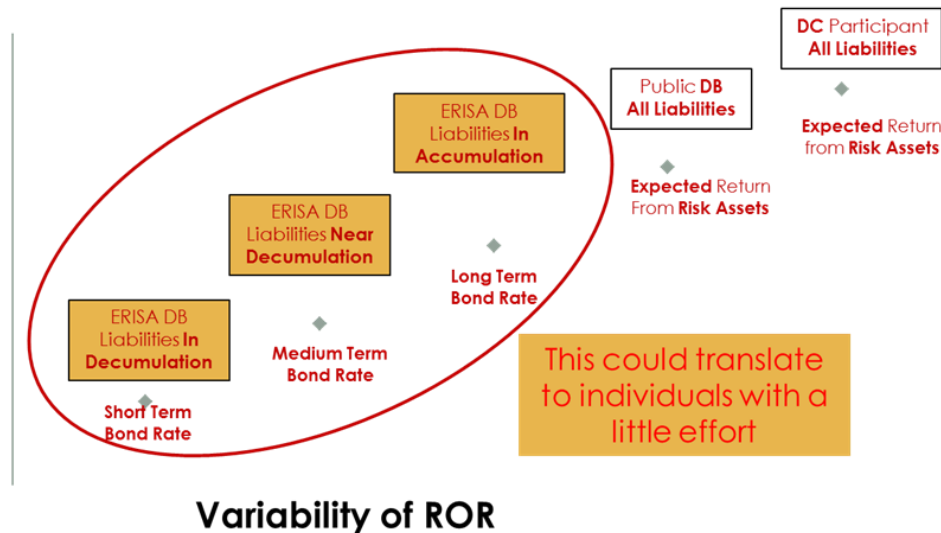 DC Participant
All Liabilities
Public DB
All Liabilities
Expected Return
from Risk Assets
ERISA DB
Liabilities In
Accumulation
Expected Return
From Risk Assets
ERISA DB
Liabilities Near
Decumulation
Long Term
Bond Rate
ERISA DB
Liabilities In
Decumulation
Medium Term
Bond Rate
This could translate
to individuals with a
little effort
Short Term
Bond Rate
Variability of ROR